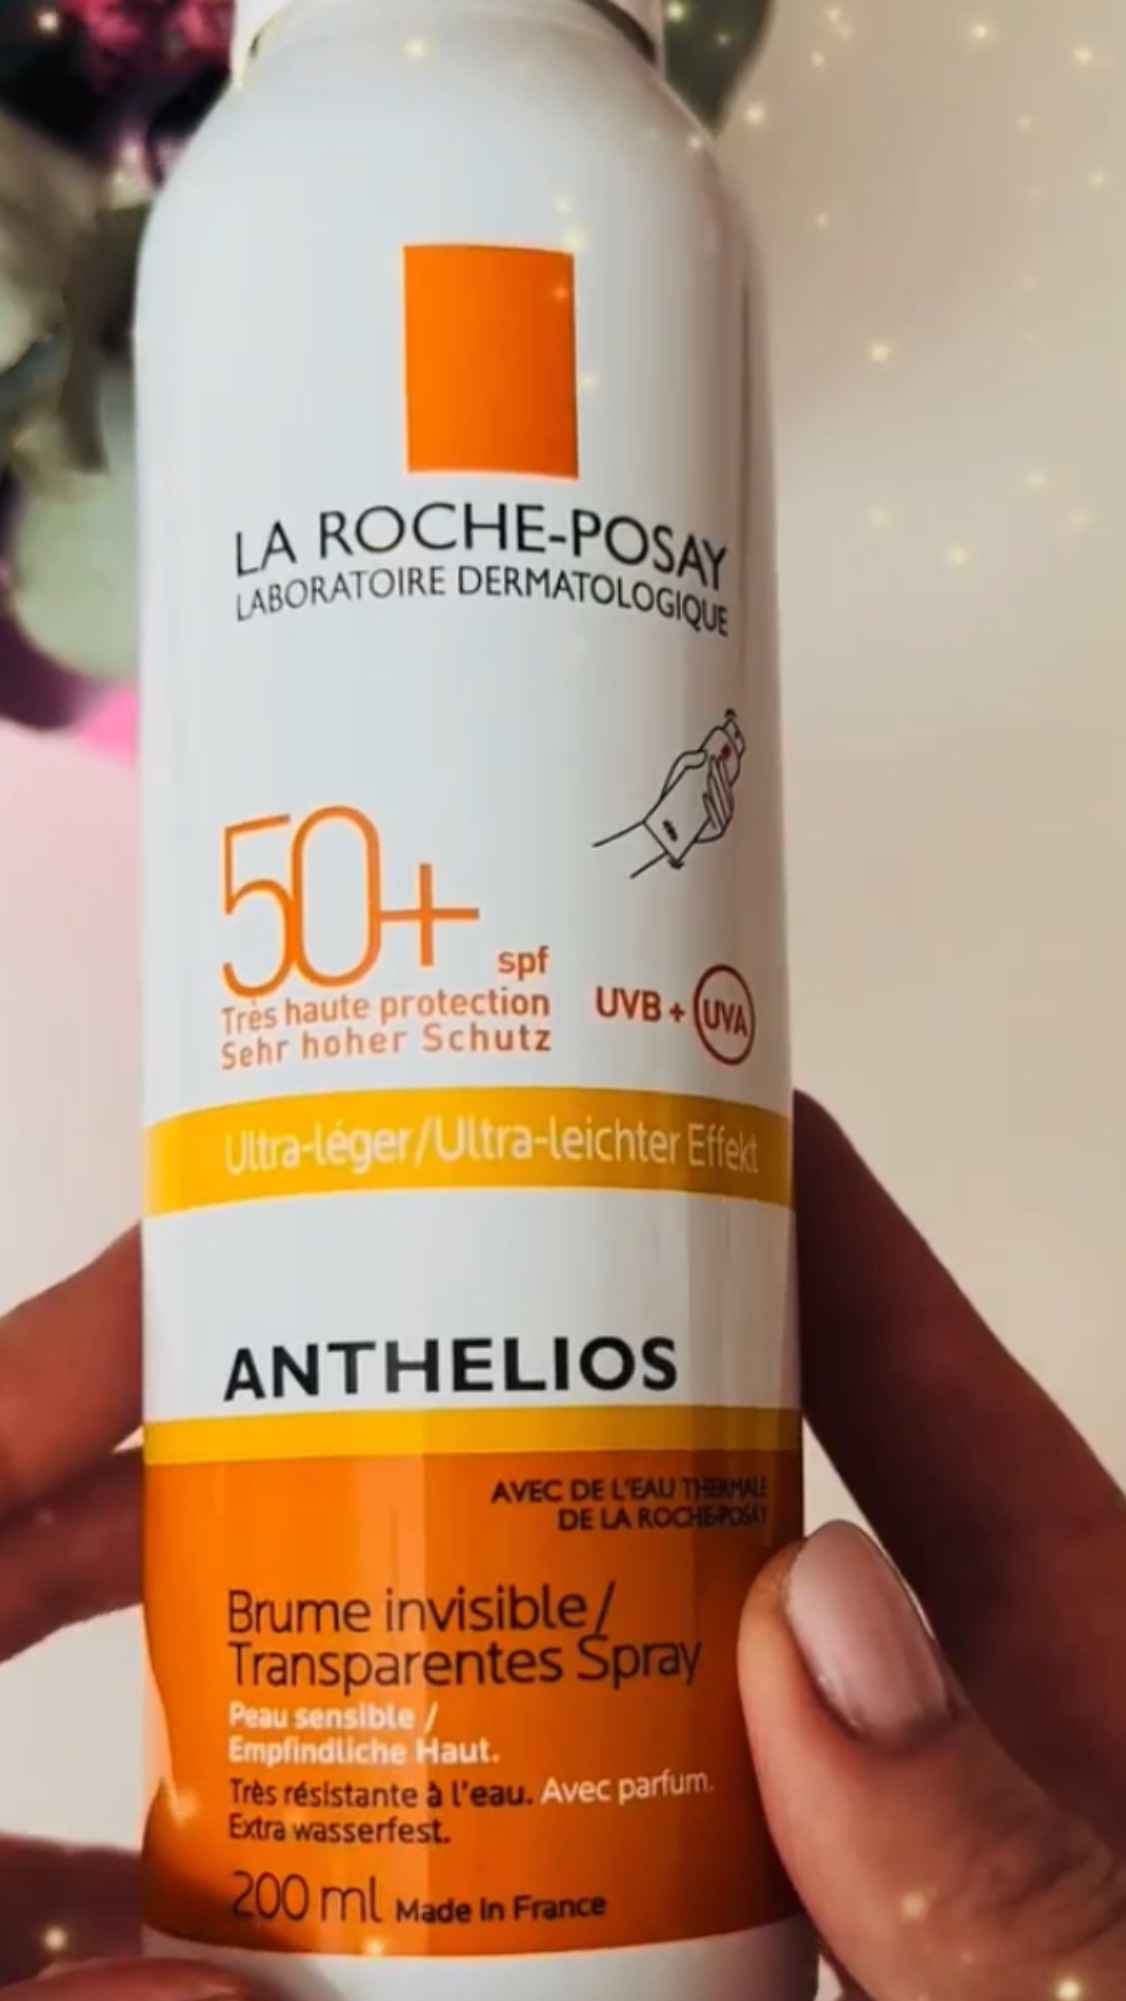 LA ROCHE-POSAY
LABORATOIRE DERMATOLOGIQUE
50+ spf
Très haute protection
Sehr hoher Schutz
UVB + UVA
Ultra-léger/Ultra-leichter Effekt
ANTHELIOS
AVEC DE L'EAU THERMALE
DE LA ROCHE-POSAY
Brume invisible/
Transparentes Spray
Peau sensible /
Empfindliche Haut.
Très résistante à l'eau. Avec parfum.
Extra wasserfest.
200 ml Made in France